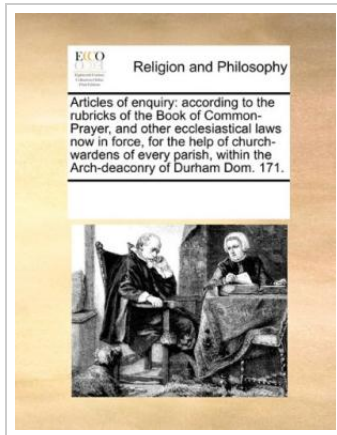 ECCO
Religion and Philosophy
Articles of enquiry: according to the
rubricks of the Book of Common-
Prayer, and other ecclesiastical laws
now in force, for the help of church-
wardens of every parish, within the
Arch-deaconry of Durham Dom. 171.